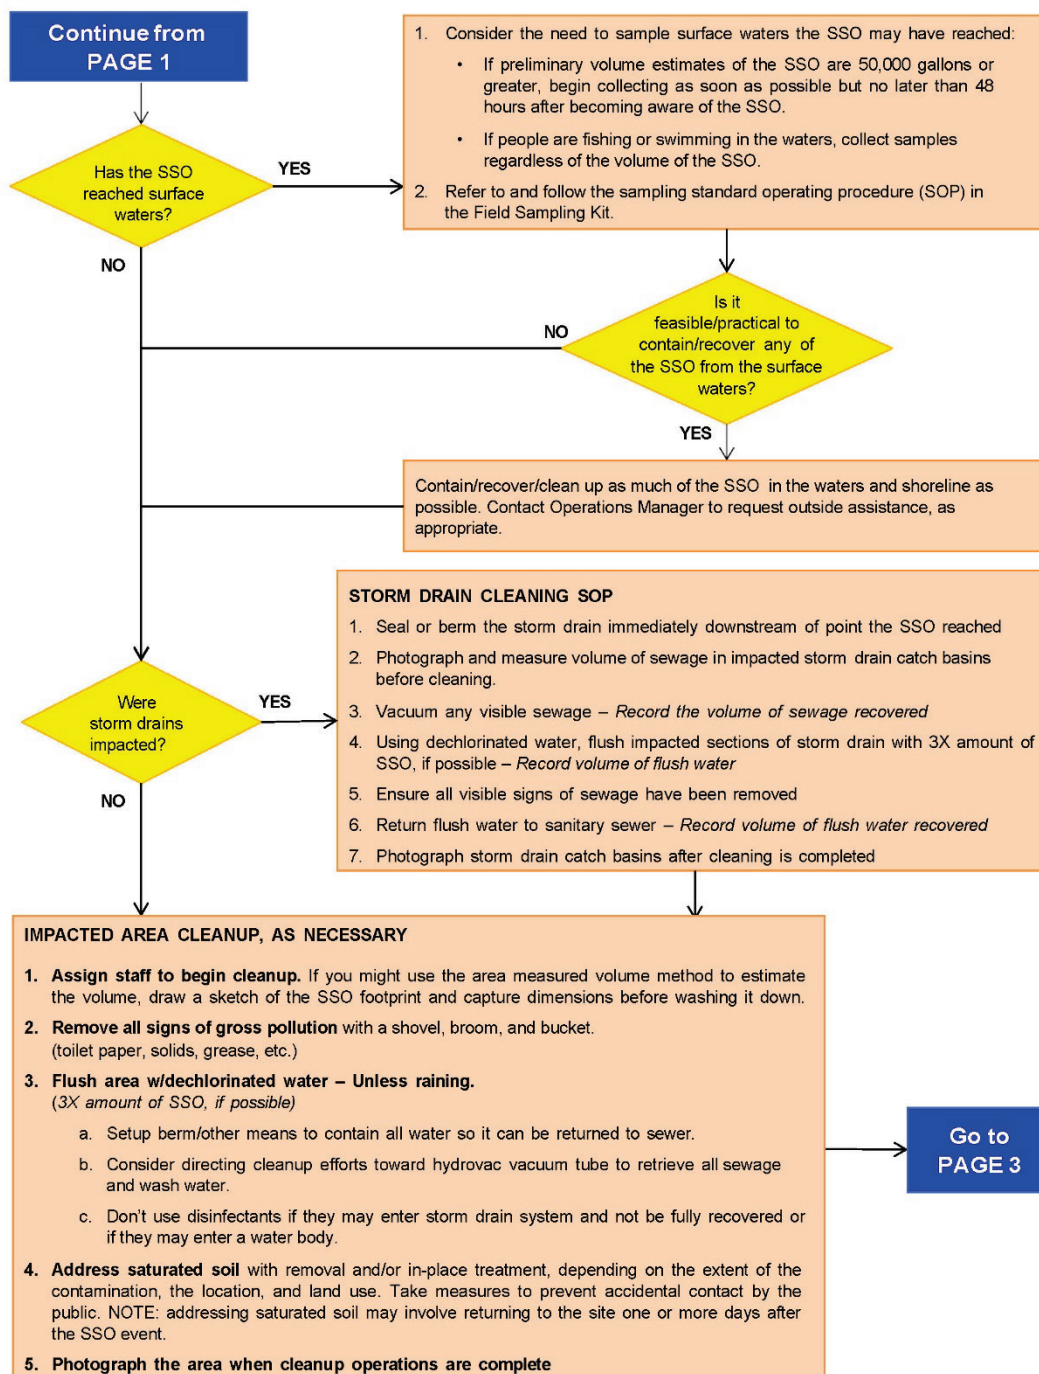 Continue from
PAGE 1
1. Consider the need to sample surface waters the SSO may have reached:
• If preliminary volume estimates of the SSO are 50,000 gallons or
greater, begin collecting as soon as possible but no later than 48
hours after becoming aware of the SSO.
• If people are fishing or swimming in the waters, collect samples
regardless of the volume of the SSO.
2. Refer to and follow the sampling standard operating procedure (SOP) in
the Field Sampling Kit.
Has the SSO
reached surface
waters?
YES
NO
Is it
feasible/practical to
contain/recover any of
the SSO from the surface
waters?
NO
YES
Contain/recover/clean up as much of the SSO in the waters and shoreline as
possible. Contact Operations Manager to request outside assistance, as
appropriate.
Were
storm drains
impacted?
YES
NO
STORM DRAIN CLEANING SOP
1. Seal or berm the storm drain immediately downstream of point the SSO reached
2. Photograph and measure volume of sewage in impacted storm drain catch basins
before cleaning.
3. Vacuum any visible sewage – Record the volume of sewage recovered
4. Using dechlorinated water, flush impacted sections of storm drain with 3X amount of
SSO, if possible – Record volume of flush water
5. Ensure all visible signs of sewage have been removed
6. Return flush water to sanitary sewer – Record volume of flush water recovered
7. Photograph storm drain catch basins after cleaning is completed
IMPACTED AREA CLEANUP, AS NECESSARY
1. Assign staff to begin cleanup. If you might use the area measured volume method to estimate
the volume, draw a sketch of the SSO footprint and capture dimensions before washing it down.
2. Remove all signs of gross pollution with a shovel, broom, and bucket.
(toilet paper, solids, grease, etc.)
3. Flush area w/dechlorinated water – Unless raining.
(3X amount of SSO, if possible)
a. Setup berm/other means to contain all water so it can be returned to sewer.
b. Consider directing cleanup efforts toward hydrovac vacuum tube to retrieve all sewage
and wash water.
c. Don't use disinfectants if they may enter storm drain system and not be fully recovered or
if they may enter a water body.
4. Address saturated soil with removal and/or in-place treatment, depending on the extent of the
contamination, the location, and land use. Take measures to prevent accidental contact by the
public. NOTE: addressing saturated soil may involve returning to the site one or more days after
the SSO event.
5. Photograph the area when cleanup operations are complete
Go to
PAGE 3